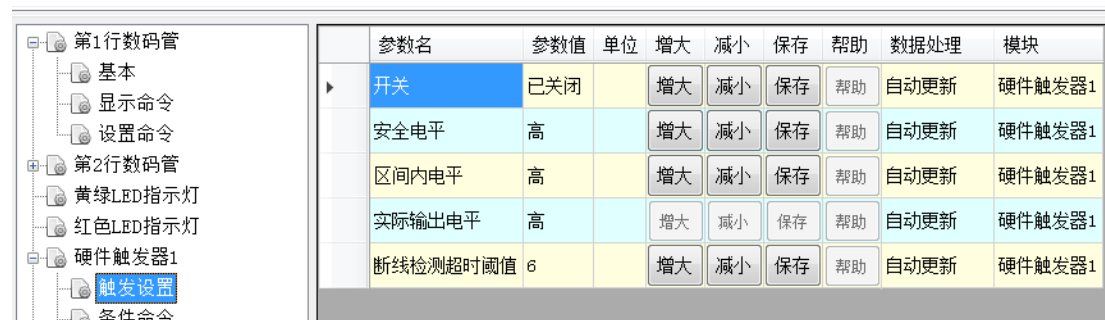 第1行数码管
基本
显示命令
设置命令
第2行数码管
黄绿LED指示灯
红色LED指示灯
硬件触发器1
触发设置
条件命令
参数名 参数值 单位 增大 减小 保存 帮助 数据处理 模块
开关 已关闭 增大 减小 保存 帮助 自动更新 硬件触发器1
安全电平 高 增大 减小 保存 帮助 自动更新 硬件触发器1
区间内电平 高 增大 减小 保存 帮助 自动更新 硬件触发器1
实际输出电平 高 增大 减小 保存 帮助 自动更新 硬件触发器1
断线检测超时阈值 6 增大 减小 保存 帮助 自动更新 硬件触发器1